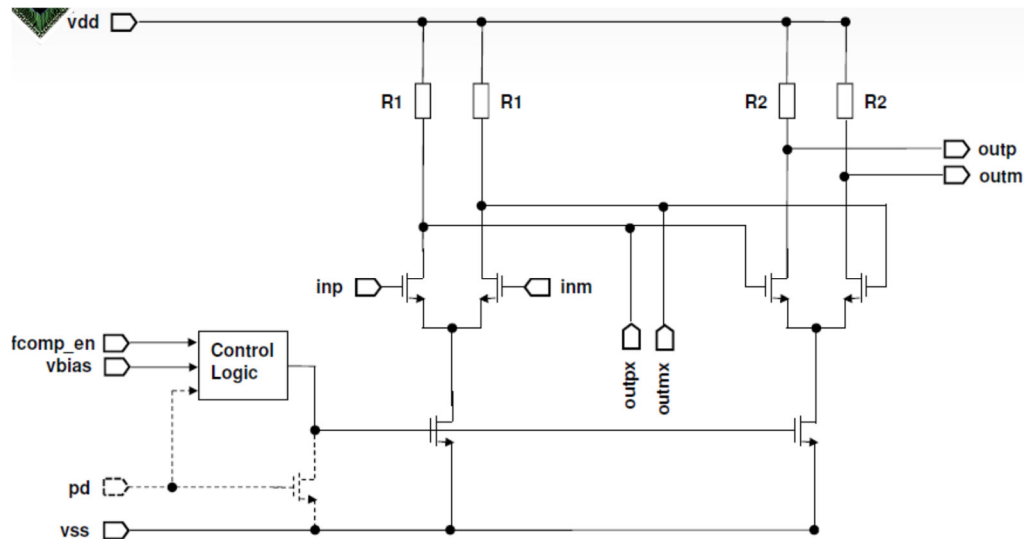 vdd
R1
R1
R2
R2
outp
outm
inp
inm
fcomp_en
vbias
Control
Logic
outpx
outmx
pd
vss